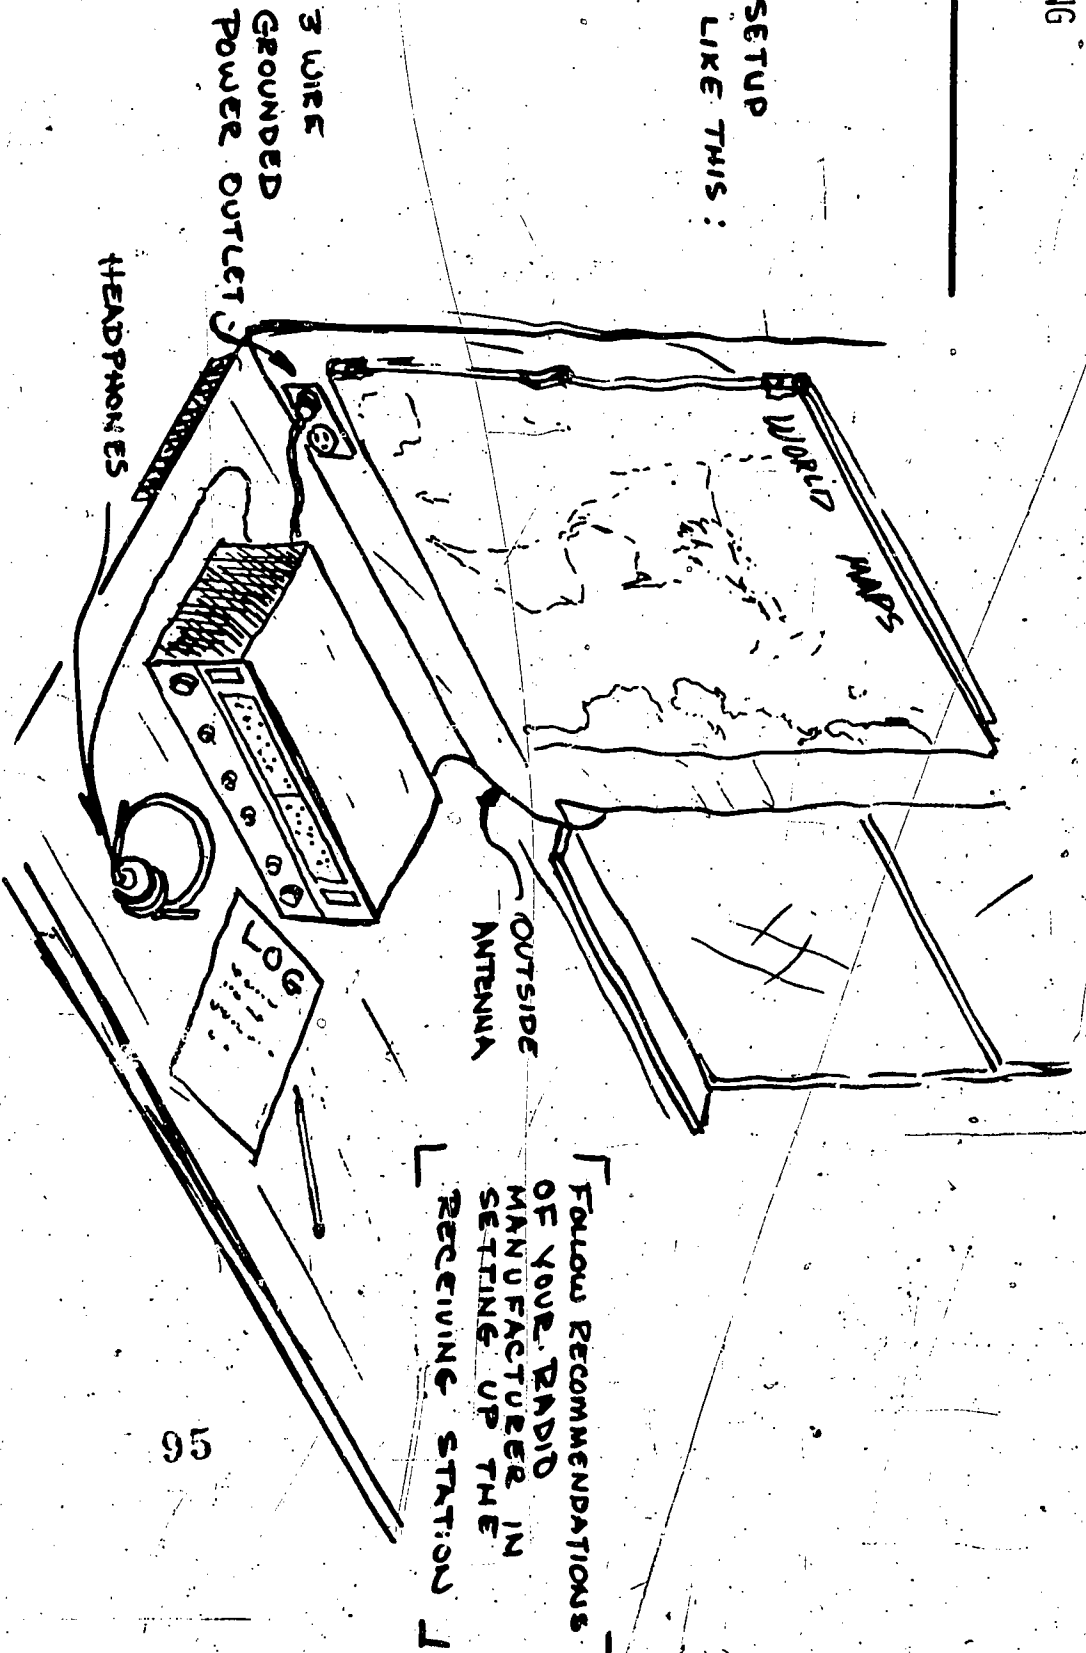 NG
SETUP
LIKE THIS:
WORLD MAPS
3 WIRE
GROUNDED
POWER OUTLET
HEADPHONES
OUTSIDE
ANTENNA
LOG
FOLLOW RECOMMENDATIONS
OF YOUR RADIO
MANUFACTURER IN
SETTING UP THE
RECEIVING STATION
95